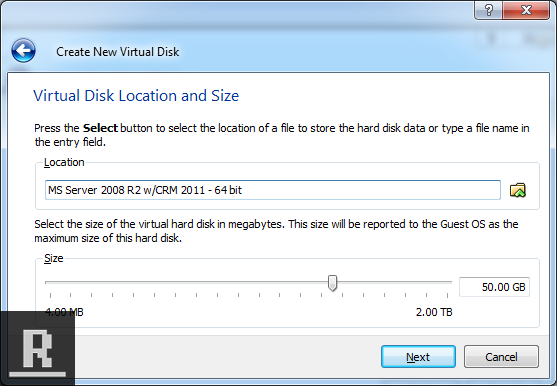 ?
Create New Virtual Disk
Virtual Disk Location and Size
Press the Select button to select the location of a file to store the hard disk data or type a file name in
the entry field.
Location
MS Server 2008 R2 w/CRM 2011 - 64 bit
Select the size of the virtual hard disk in megabytes. This size will be reported to the Guest OS as the
maximum size of this hard disk.
Size
50.00 GB
4.00 MB 2.00 TB
R
Next Cancel